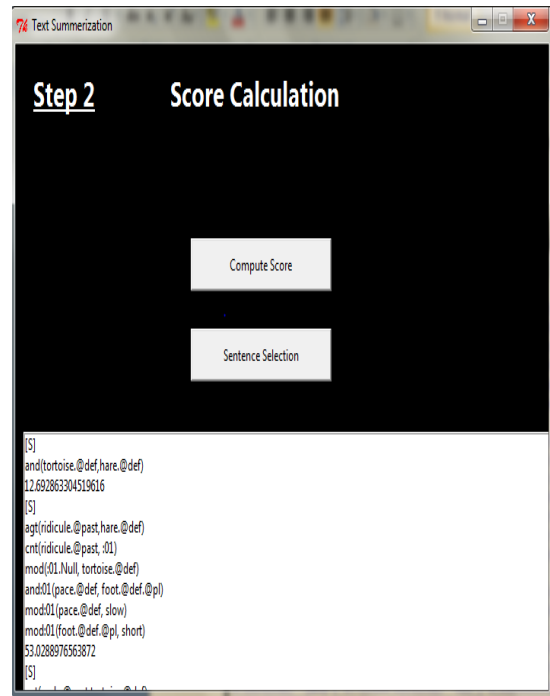 Text Summerization
Step 2 Score Calculation
Compute Score
Sentence Selection
[S]
and(tortoise.@def,hare.@def)
12.692863304519616
[S]
agt(ridicule.@past,hare.@def)
cnt(ridicule.@past, :01)
mod(:01.Null, tortoise.@def)
and:01(pace.@def, foot.@def.@pl)
mod:01(pace.@def, slow)
mod:01(foot.@def.@pl, short)
53.0288976563872
[S]